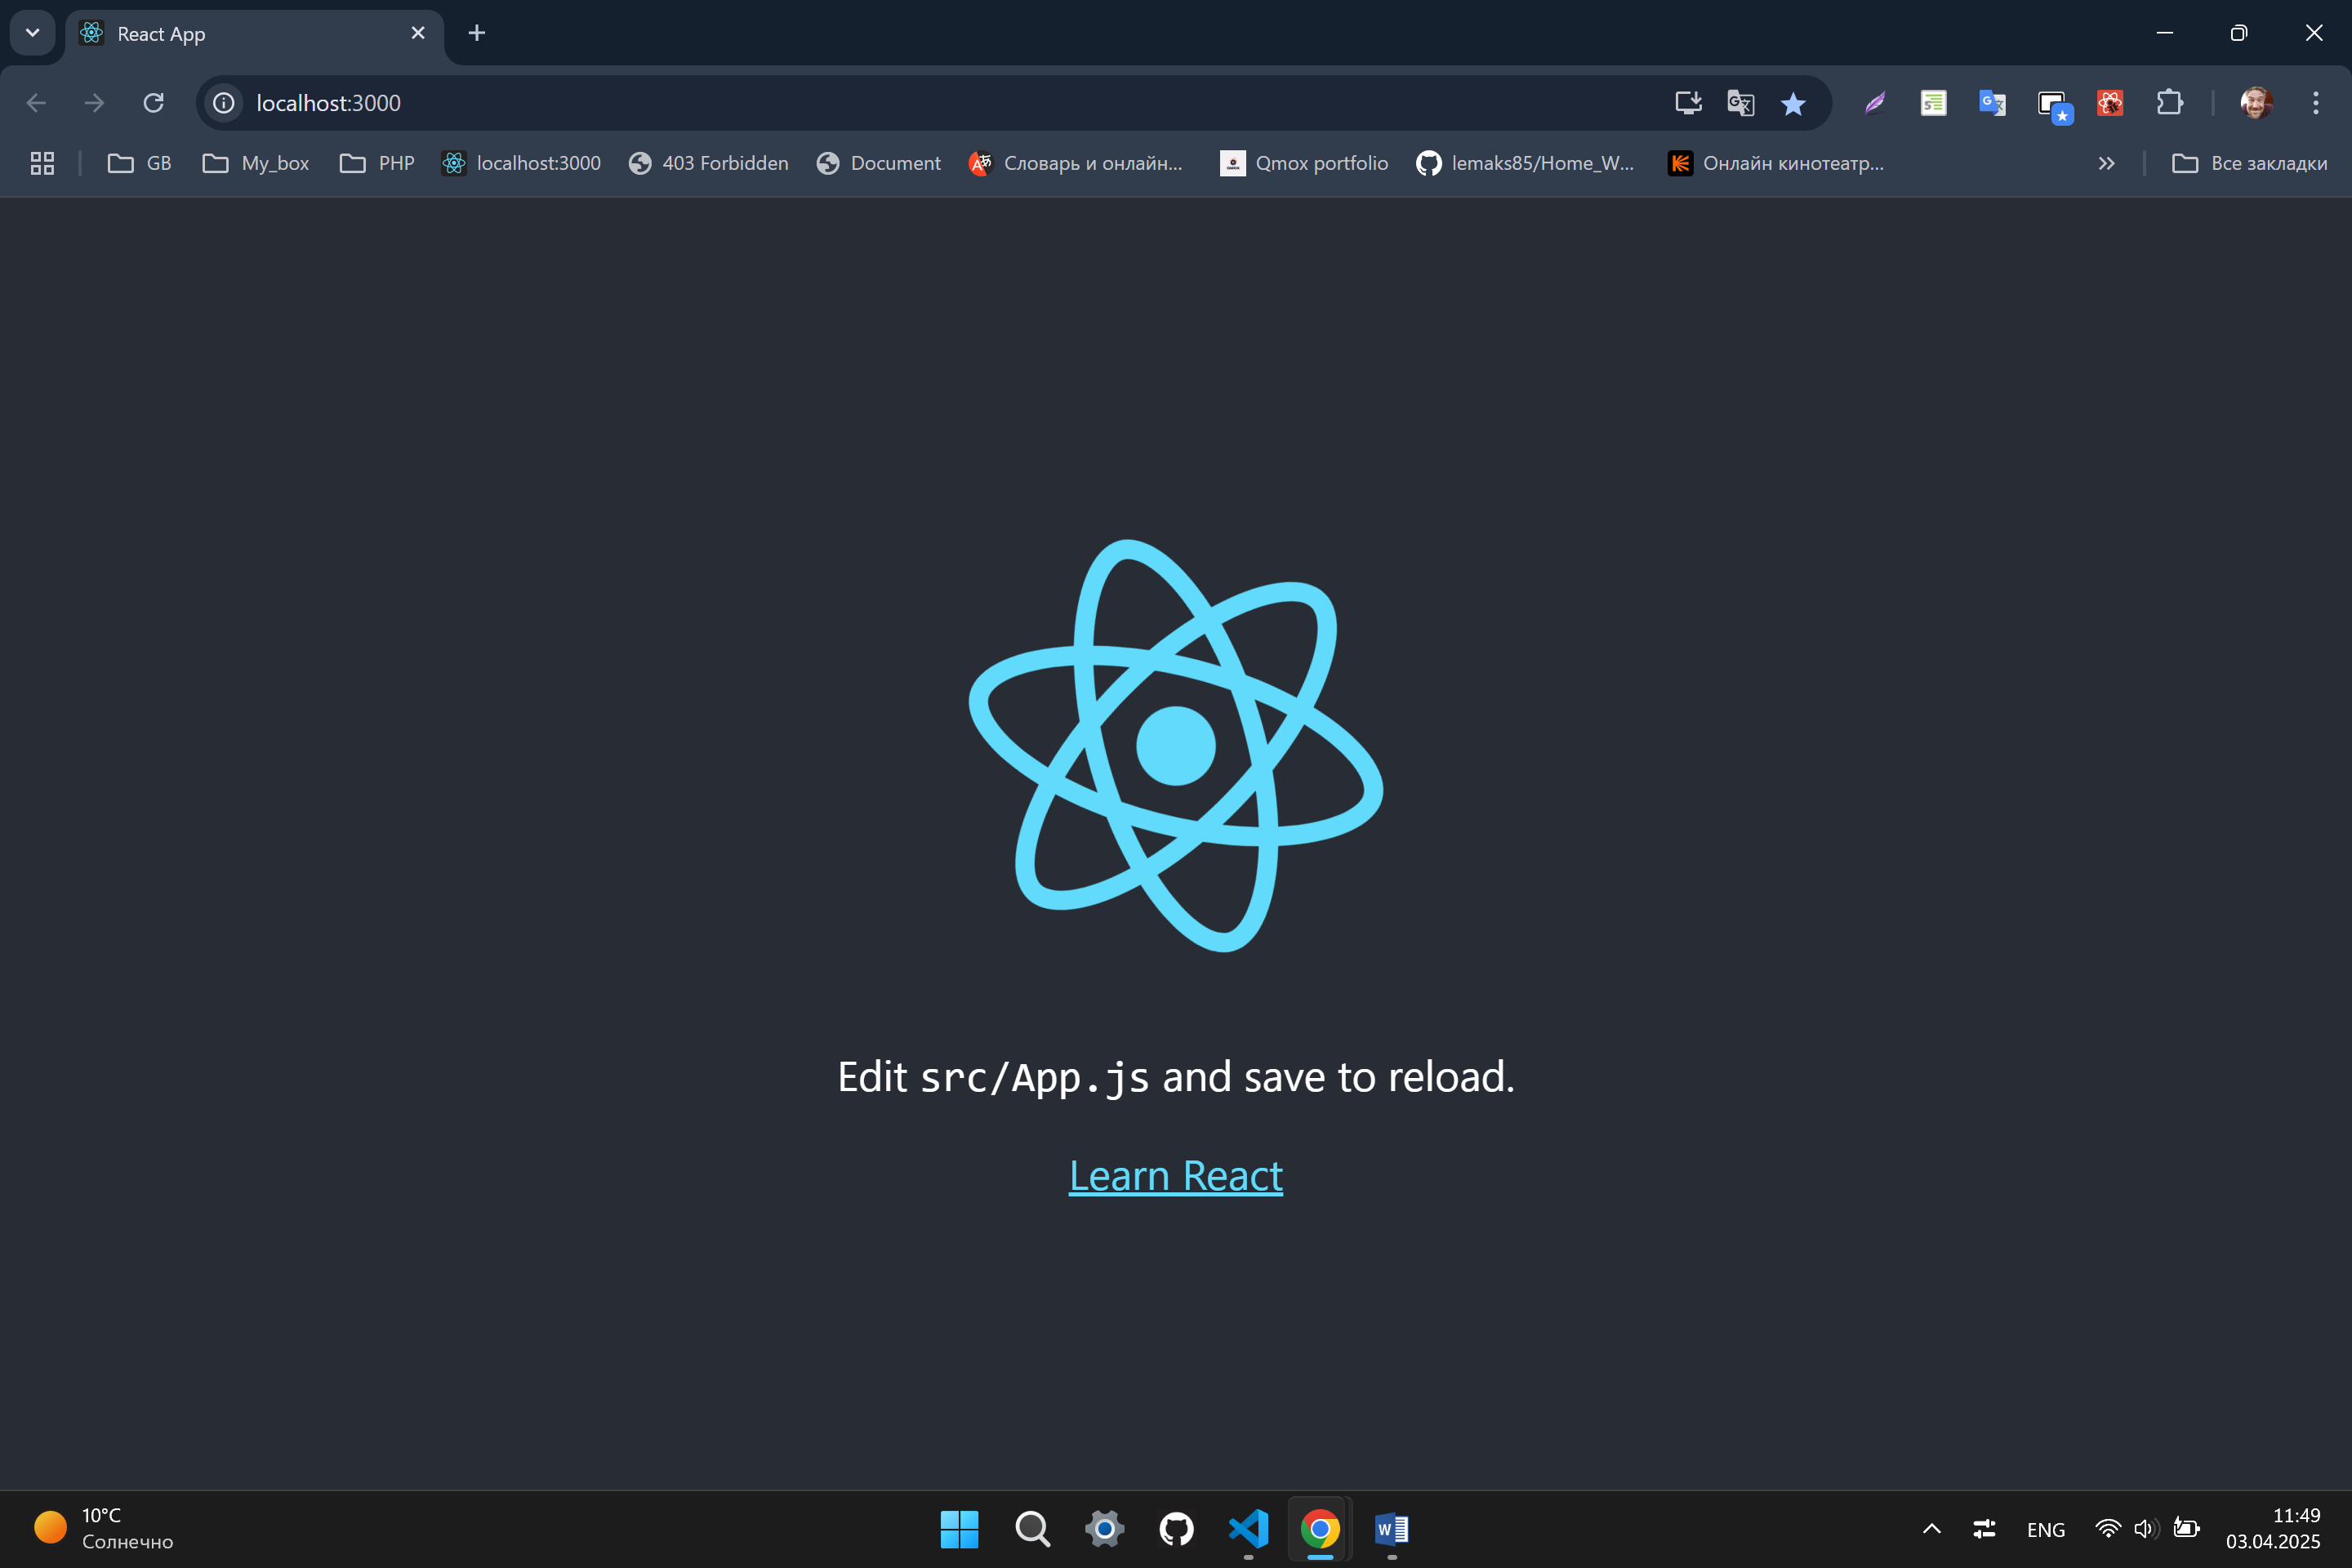 React App
localhost:3000
GB
My_box
PHP
localhost:3000
403 Forbidden
Document
Словарь и онлайн...
Qmox portfolio
lemaks85/Home_W...
Онлайн кинотеатр...
Все закладки
Edit src/App.js and save to reload.
Learn React
10°C
Солнечно
ENG
11:49
03.04.2025